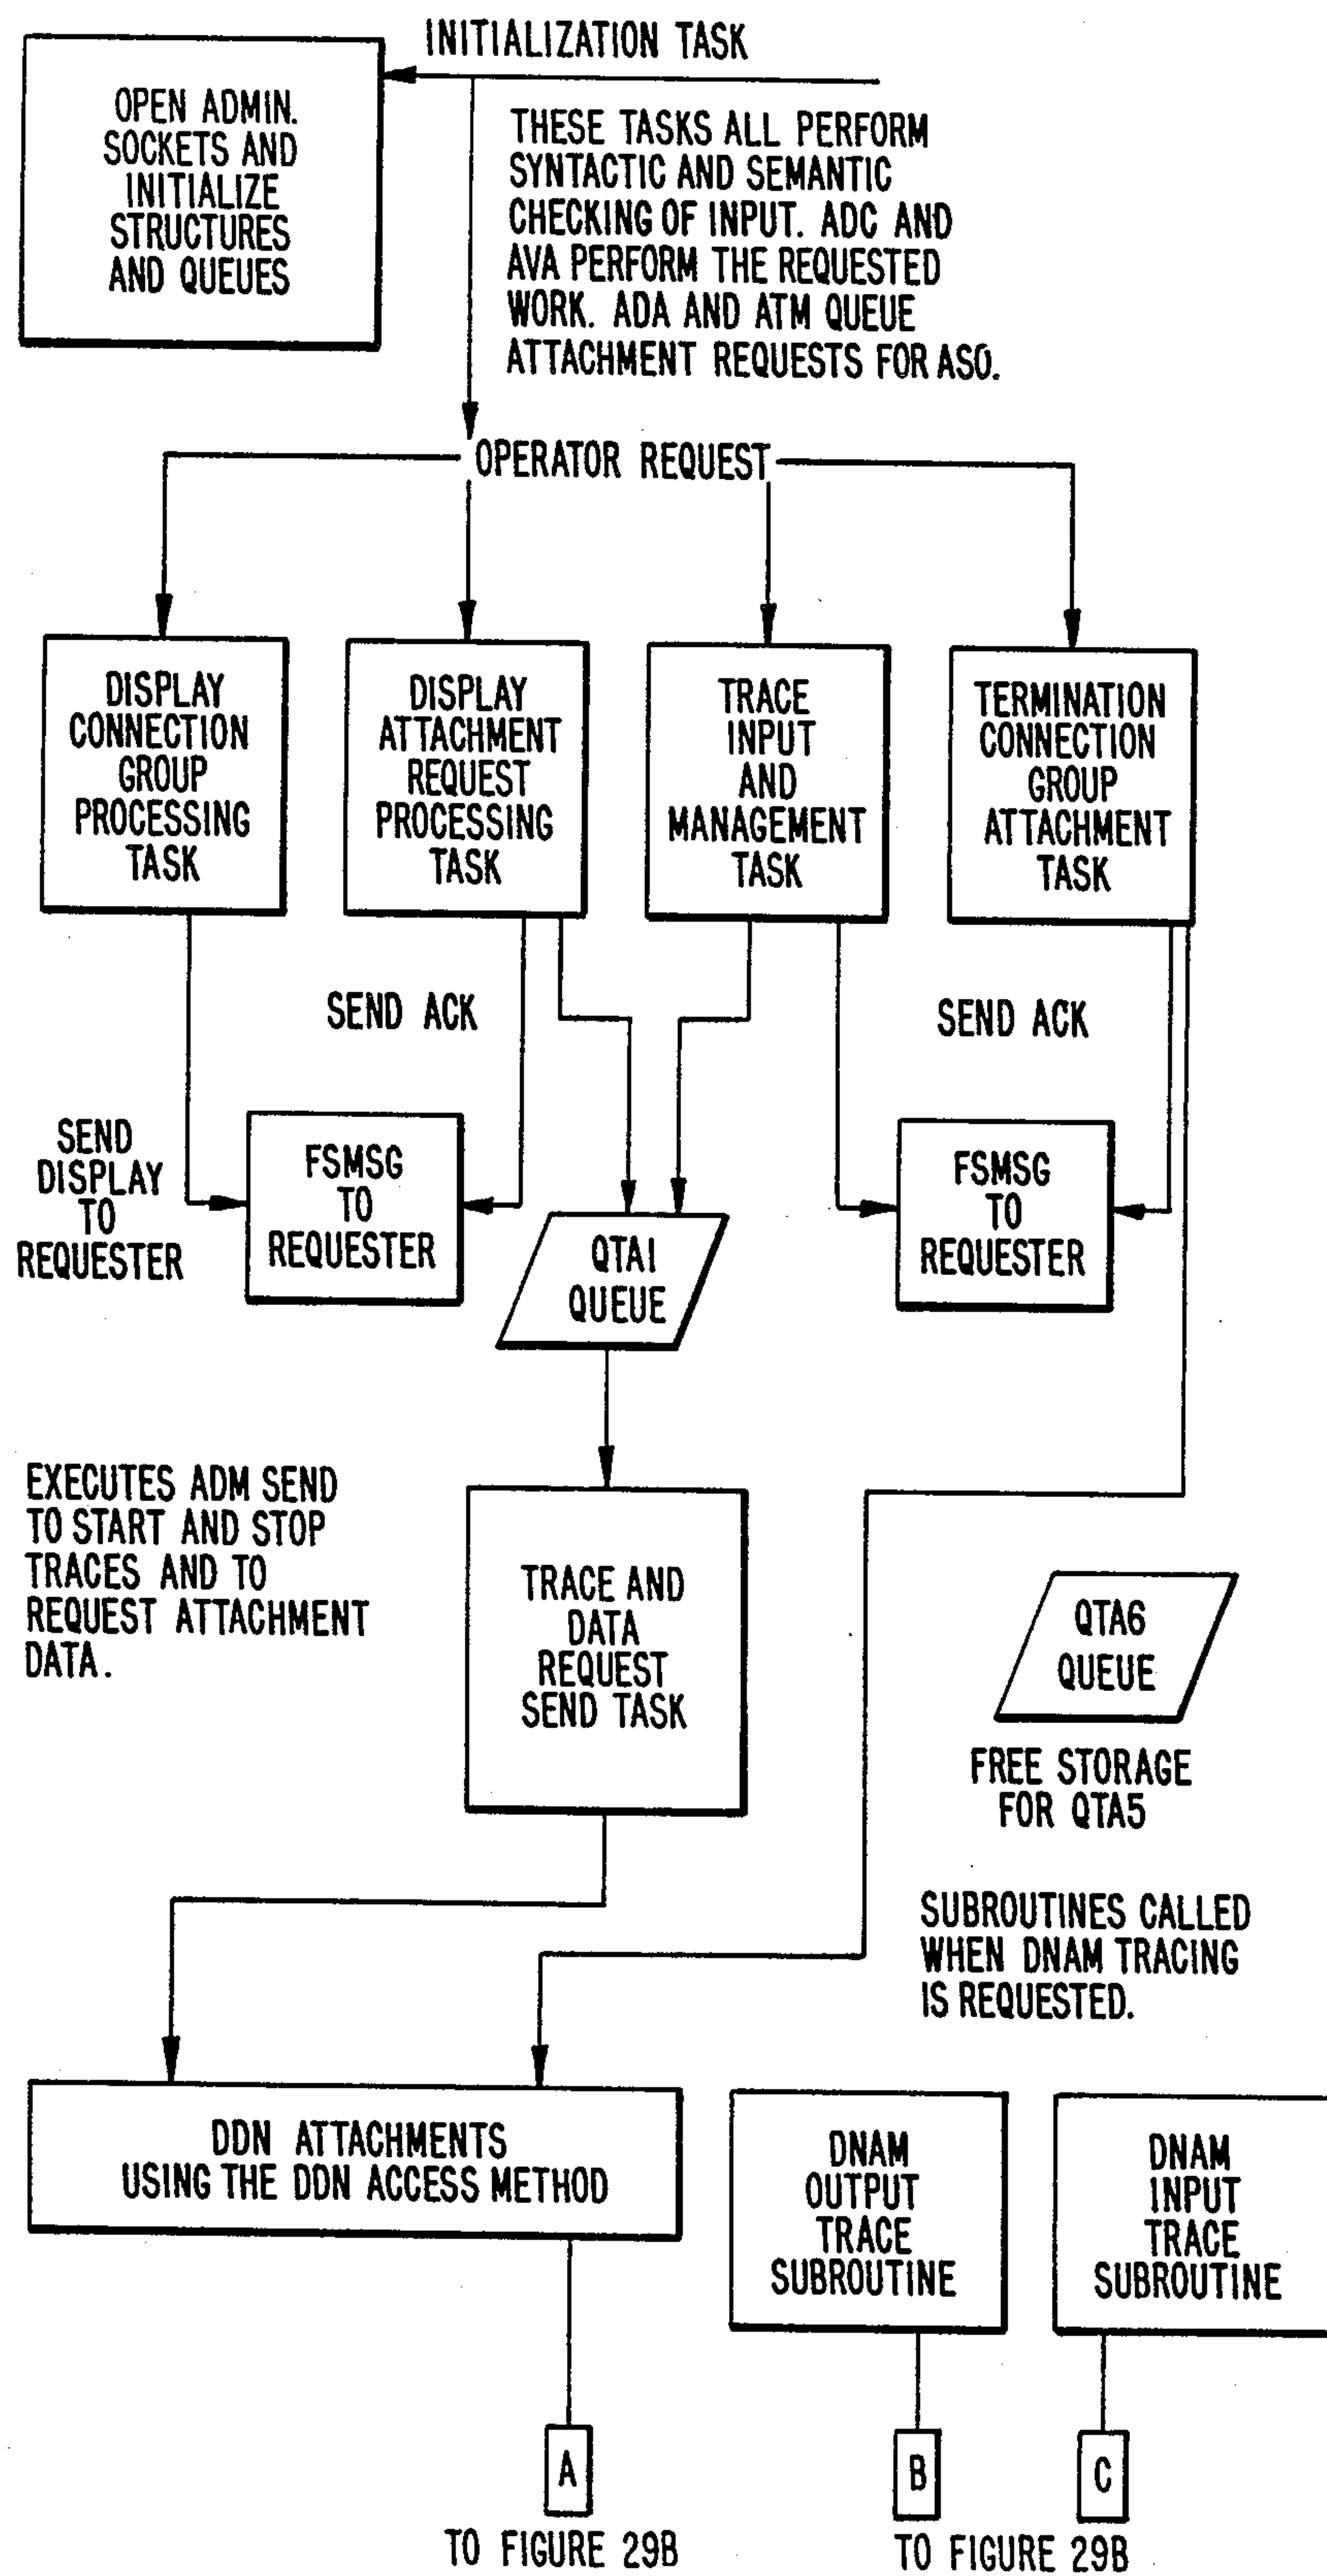 INITIALIZATION TASK
OPEN ADMIN.
SOCKETS AND
INITIALIZE
STRUCTURES
AND QUEUES
THESE TASKS ALL PERFORM
SYNTACTIC AND SEMANTIC
CHECKING OF INPUT. ADC AND
AVA PERFORM THE REQUESTED
WORK. ADA AND ATM QUEUE
ATTACHMENT REQUESTS FOR ASO.
OPERATOR REQUEST
DISPLAY
CONNECTION
GROUP
PROCESSING
TASK
DISPLAY
ATTACHMENT
REQUEST
PROCESSING
TASK
TRACE
INPUT
AND
MANAGEMENT
TASK
TERMINATION
CONNECTION
GROUP
ATTACHMENT
TASK
SEND ACK
SEND ACK
SEND
DISPLAY
TO
REQUESTER
FSMSG
TO
REQUESTER
QTA1
QUEUE
FSMSG
TO
REQUESTER
EXECUTES ADM SEND
TO START AND STOP
TRACES AND TO
REQUEST ATTACHMENT
DATA.
TRACE AND
DATA
REQUEST
SEND TASK
QTA6
QUEUE
FREE STORAGE
FOR QTA5
SUBROUTINES CALLED
WHEN DNAM TRACING
IS REQUESTED.
DDN ATTACHMENTS
USING THE DDN ACCESS METHOD
DNAM
OUTPUT
TRACE
SUBROUTINE
DNAM
INPUT
TRACE
SUBROUTINE
A
B
C
TO FIGURE 29B
TO FIGURE 29B